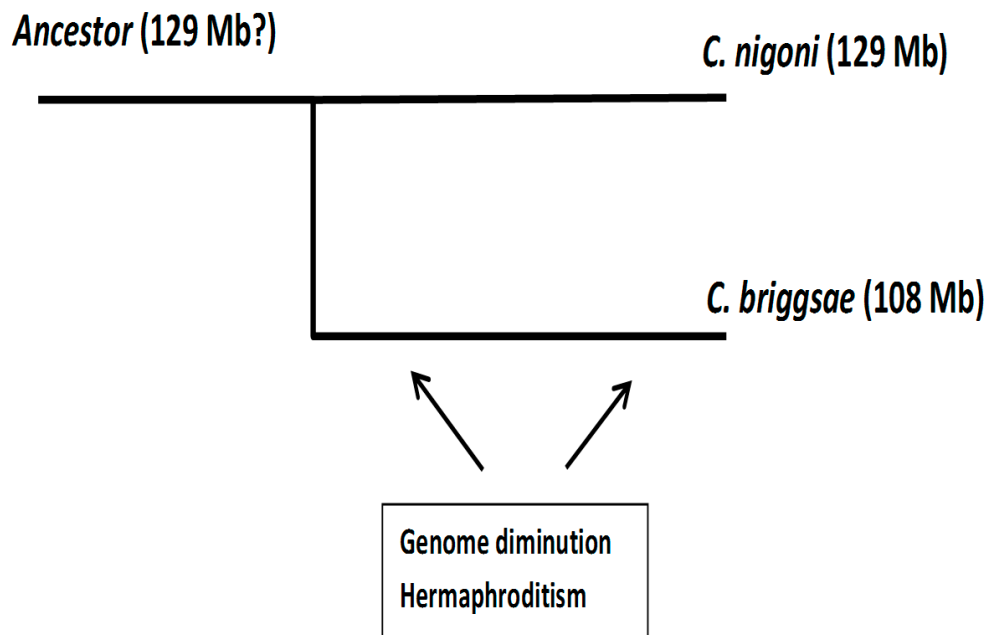 Ancestor (129 Mb?)
C. nigoni (129 Mb)
C. briggsae (108 Mb)
Genome diminution
Hermaphroditism